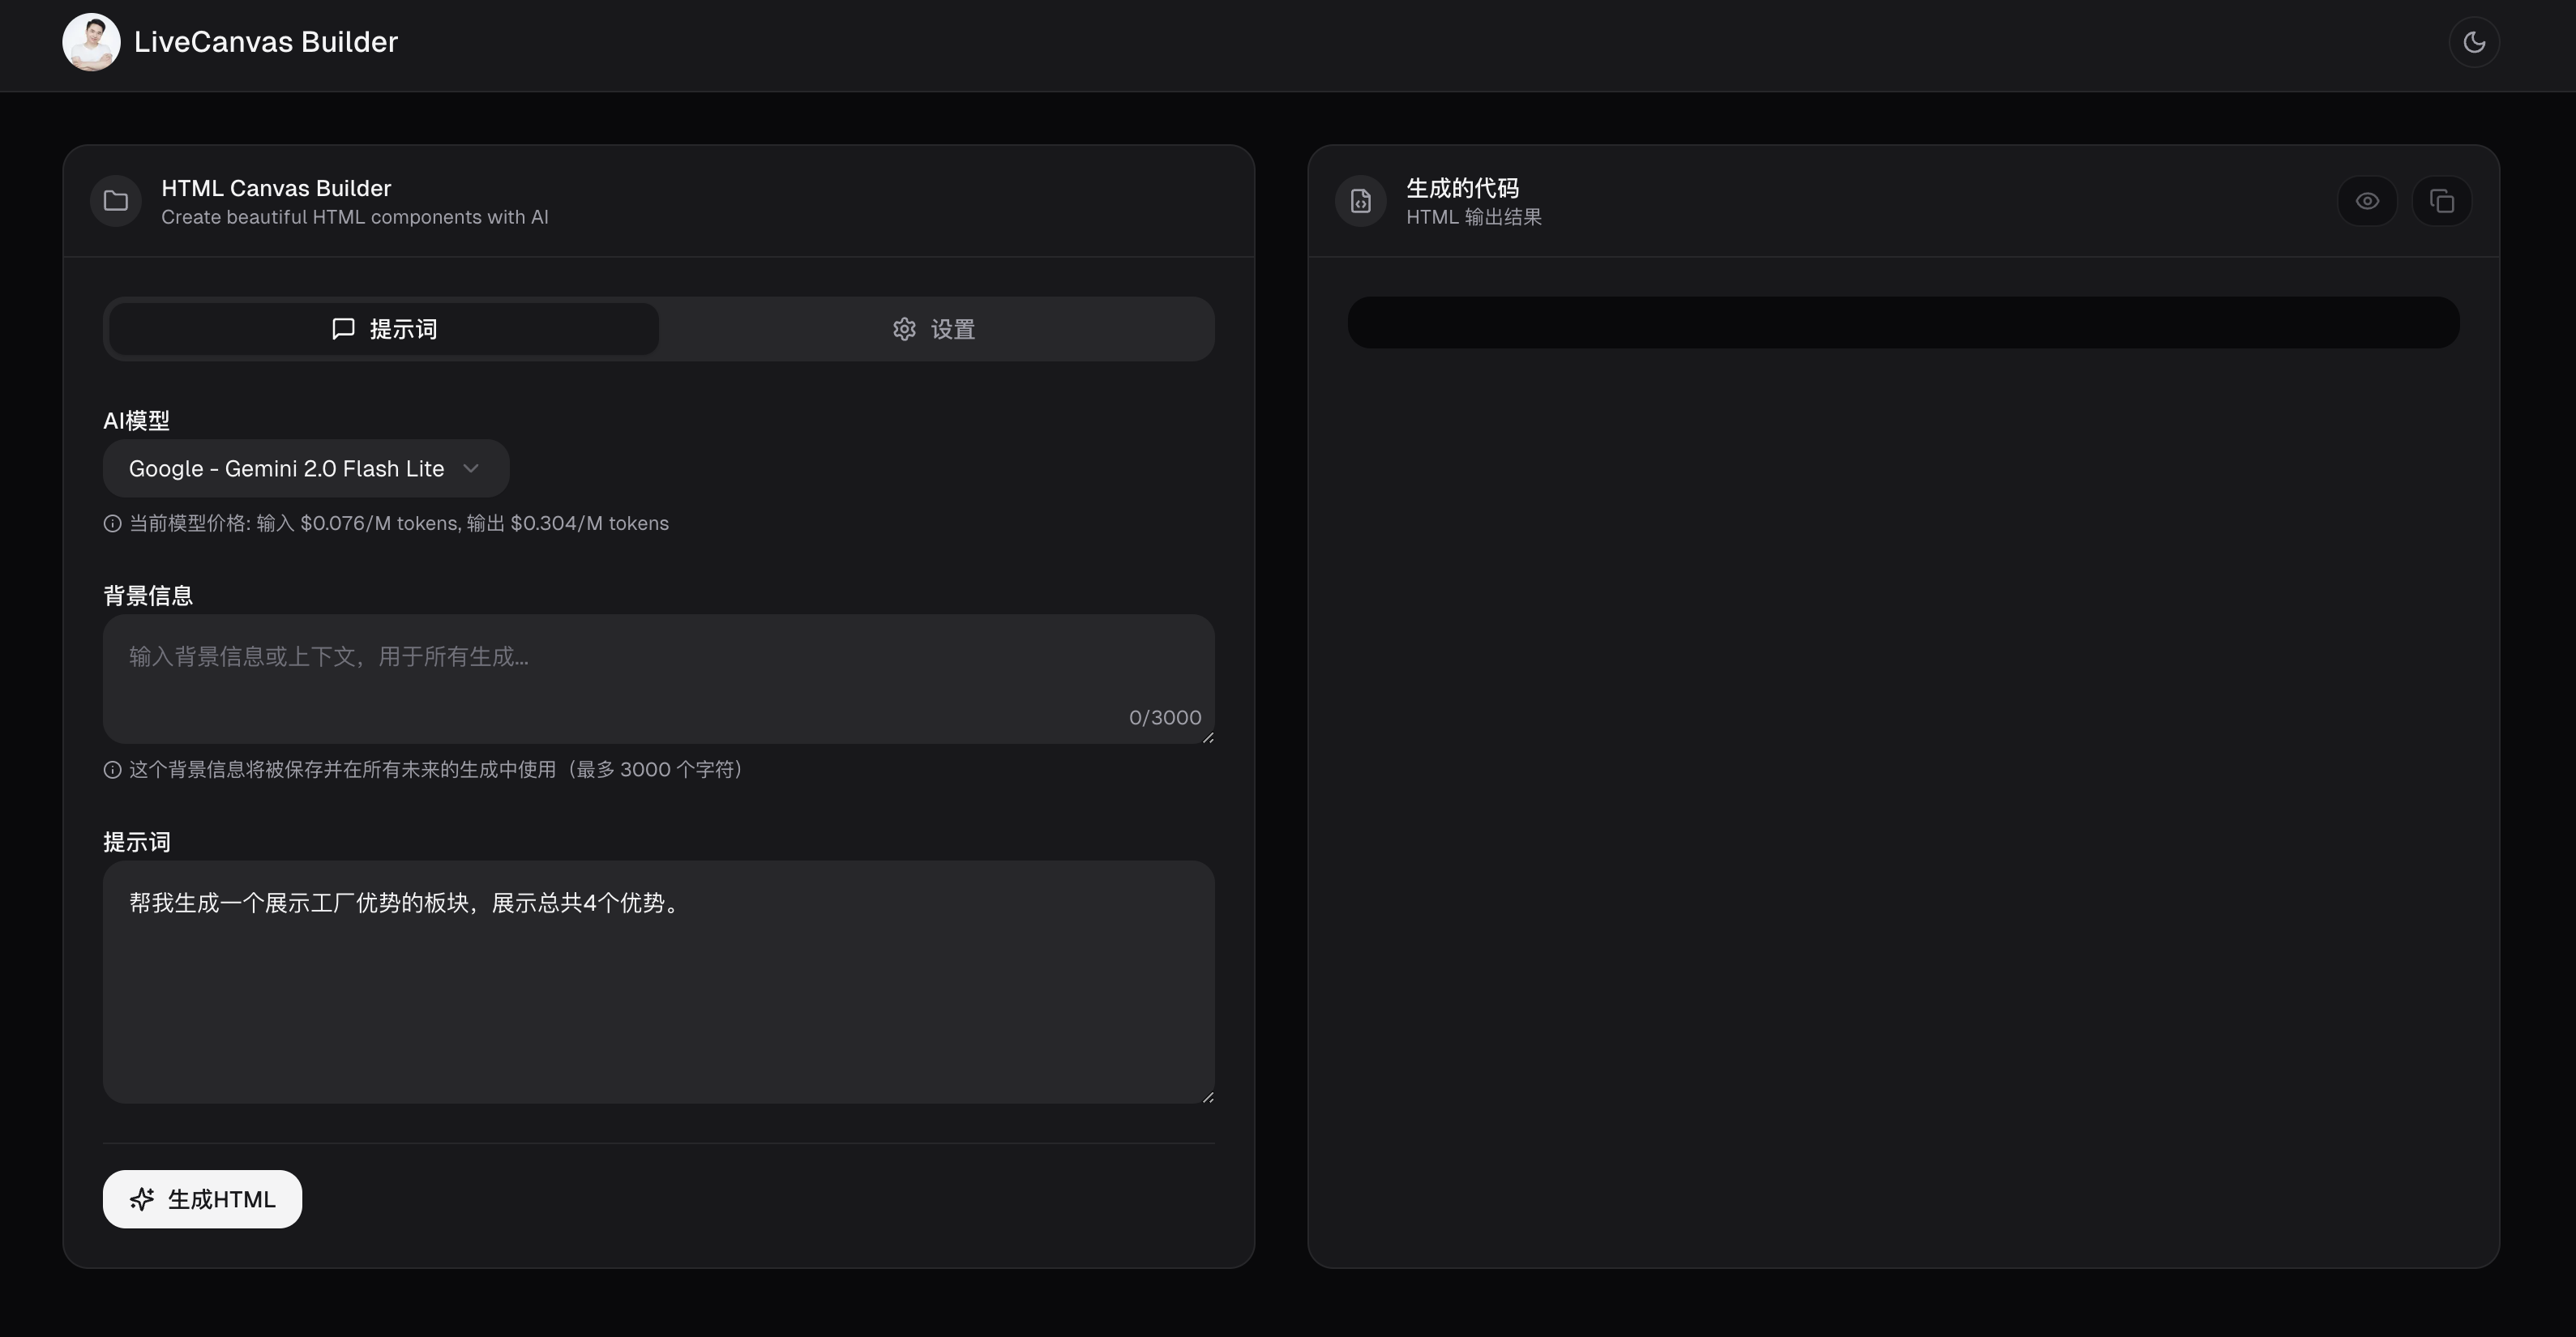 LiveCanvas Builder
HTML Canvas Builder
Create beautiful HTML components with AI
提示词
设置
AI模型
Google - Gemini 2.0 Flash Lite
当前模型价格: 输入 $0.076/M tokens, 输出 $0.304/M tokens
背景信息
输入背景信息或上下文，用于所有生成...
0/3000
这个背景信息将被保存并在所有未来的生成中使用（最多 3000 个字符）
提示词
帮我生成一个展示工厂优势的板块，展示总共4个优势。
生成HTML
生成的代码
HTML 输出结果